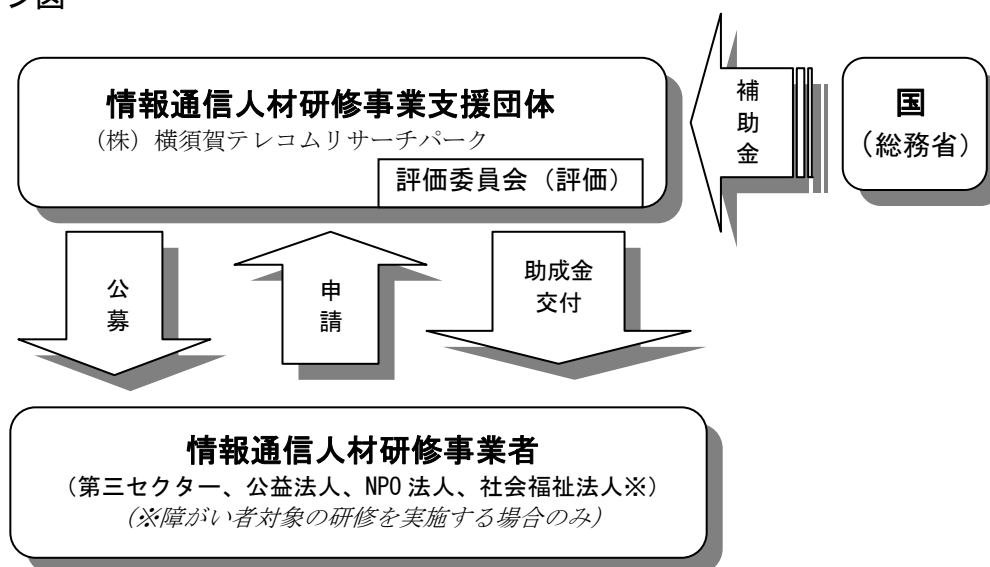 情報通信人材研修事業支援団体
（株）横須賀テレコムリサーチパーク
評価委員会（評価）
補助金
国
（総務省）
公募
申請
助成金
交付
情報通信人材研修事業者
（第三セクター、公益法人、NPO 法人、社会福祉法人※）
（※障がい者対象の研修を実施する場合のみ）